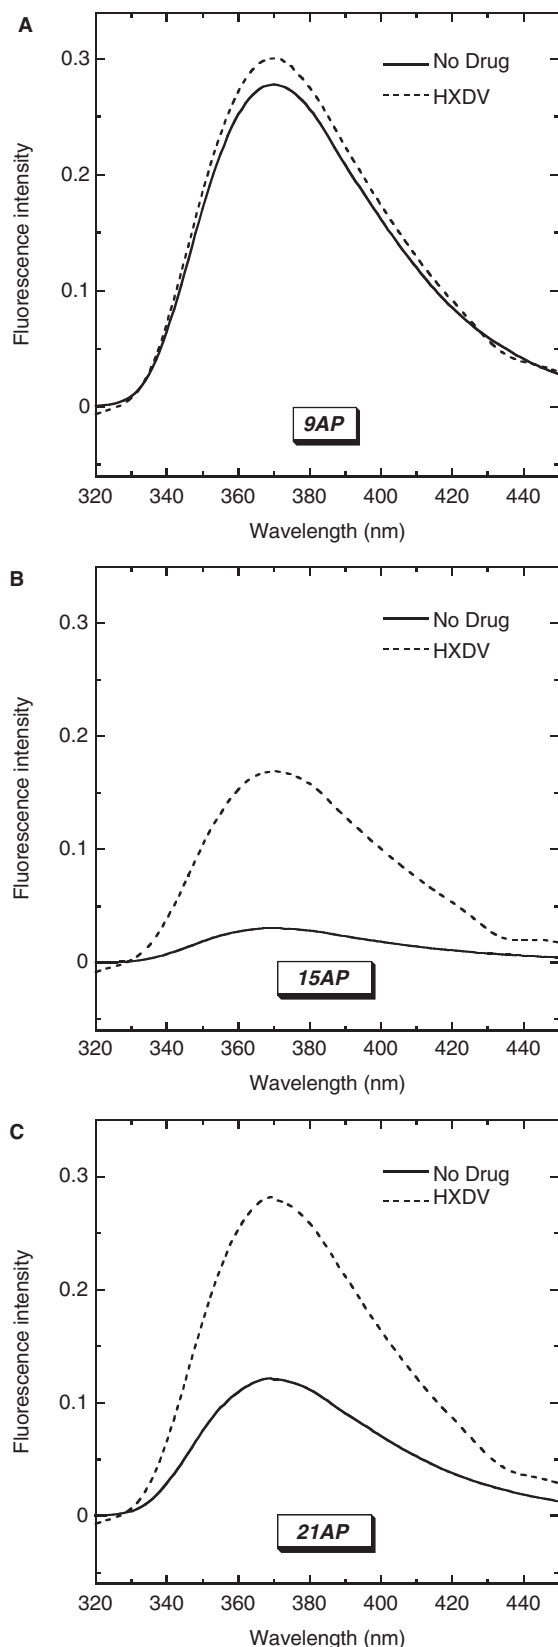 A
0.3
0.2
0.1
0
Fluorescence intensity
No Drug
HXDV
9AP
320 340 360 380 400 420 440
Wavelength (nm)
B
0.3
0.2
0.1
0
Fluorescence intensity
No Drug
HXDV
15AP
320 340 360 380 400 420 440
Wavelength (nm)
C
0.3
0.2
0.1
0
Fluorescence intensity
No Drug
HXDV
21AP
320 340 360 380 400 420 440
Wavelength (nm)